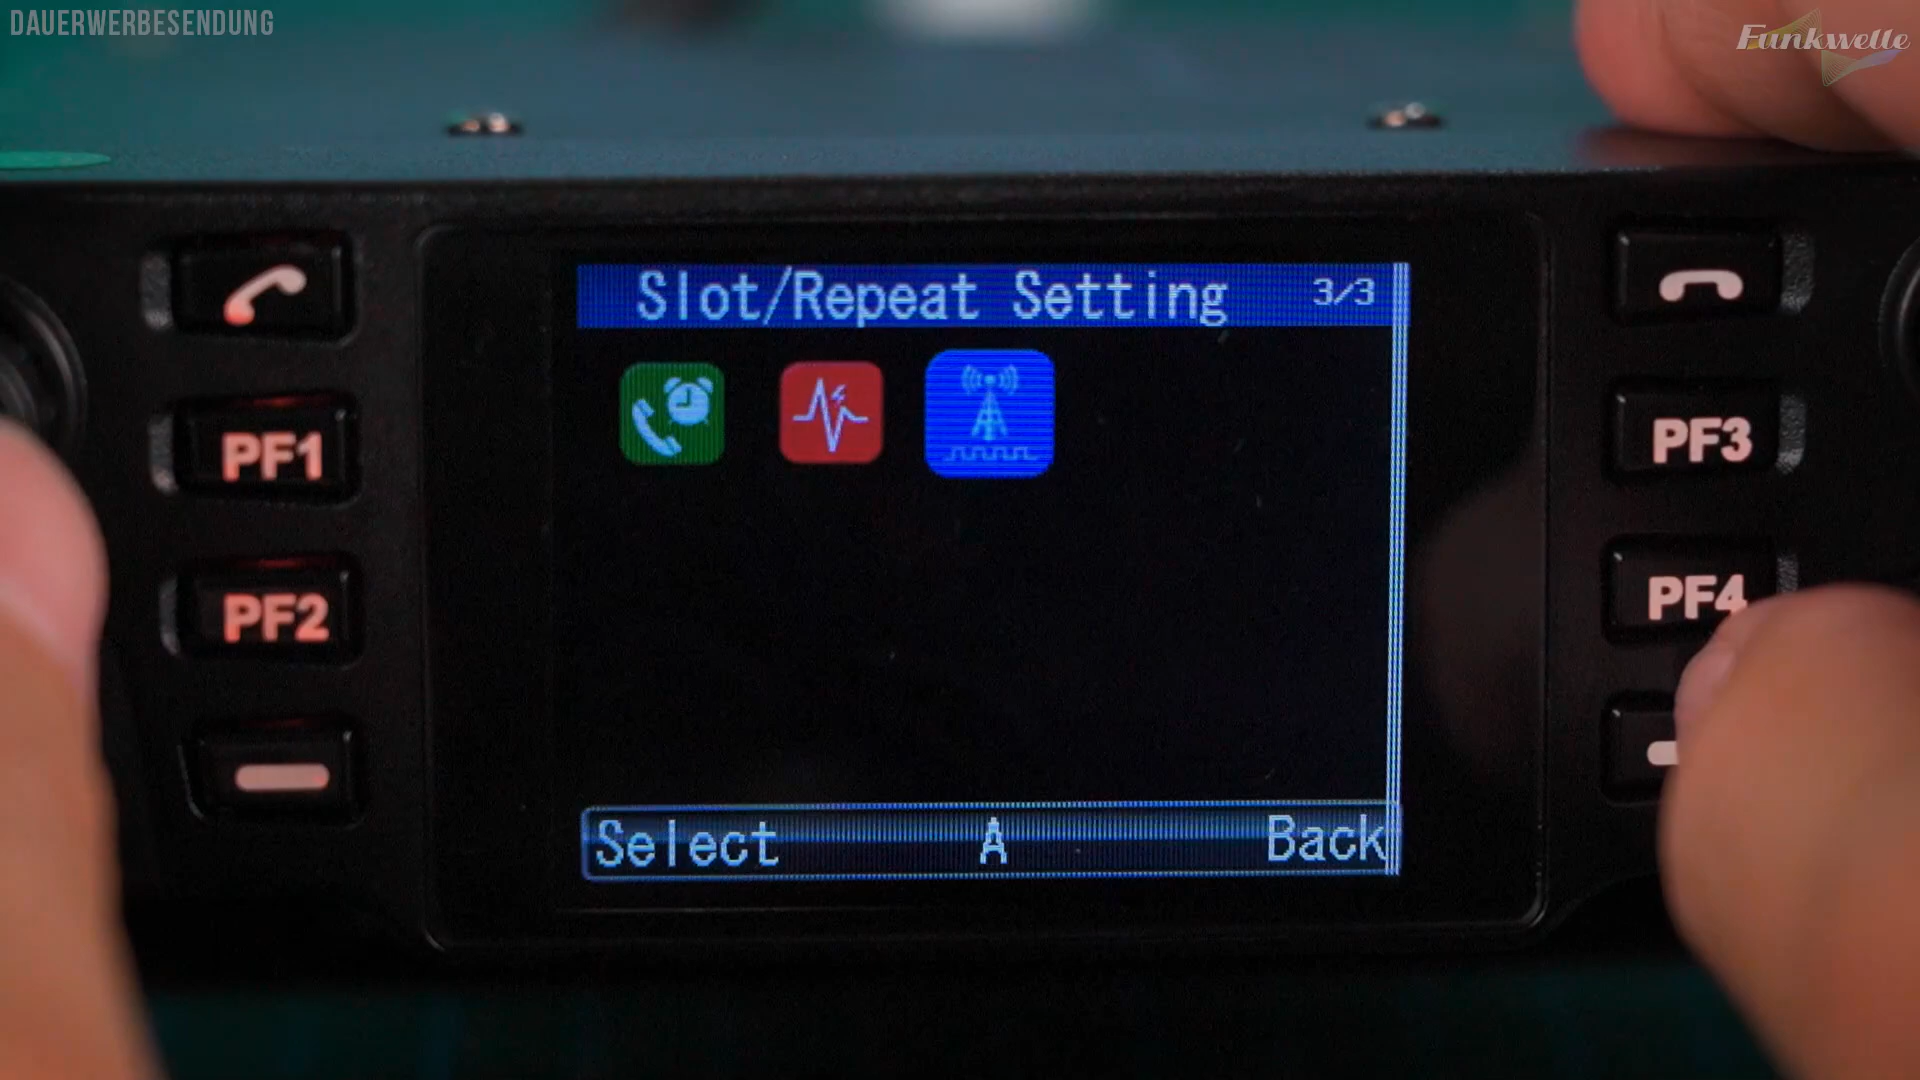 DAUERWERBESENDUNG
Funkwelle
Slot/Repeat Setting 3/3
PF1
PF3
PF2
PF4
Select A Back